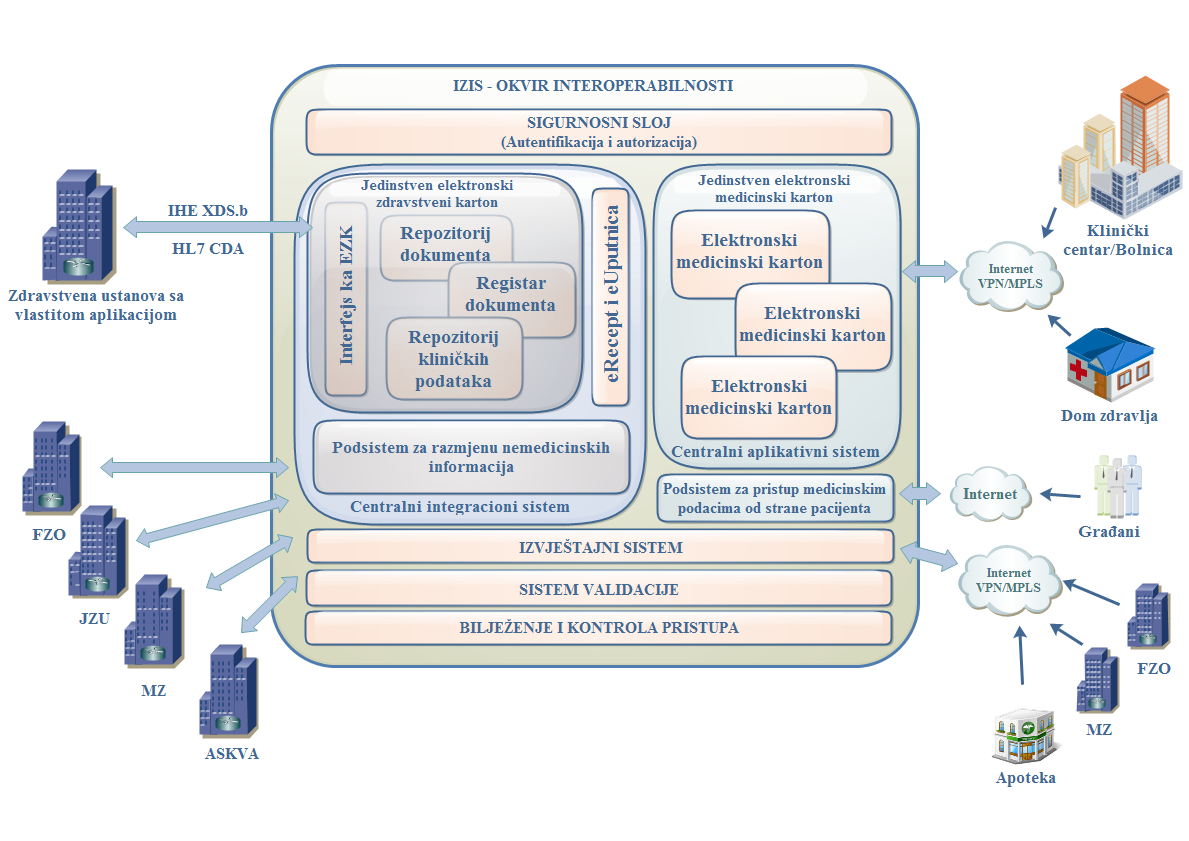 IZIS - OKVIR INTEROPERABILNOSTI
SIGURNOSNI SLOJ
(Autentifikacija i autorizacija)
Jedinstven elektronski
zdravstveni karton
Interfejs ka EZK
Repozitorij
dokumenta
Registar
dokumenta
Repozitorij
kliničkih
podataka
eRecept i eUputnica
Podsistem za razmjenu nemedicinskih
informacija
Centralni integracioni sistem
Jedinstven elektronski
medicinski karton
Elektronski
medicinski karton
Elektronski
medicinski karton
Elektronski
medicinski karton
Centralni aplikativni sistem
Podsistem za pristup medicinskim
podacima od strane pacijenta
IZVJEŠTAJNI SISTEM
SISTEM VALIDACIJE
BILJEŽENJE I KONTROLA PRISTUPA
IHE XDS.b
HL7 CDA
Zdravstvena ustanova sa
vlastitom aplikacijom
FZO
JZU
MZ
ASKVA
Klinički
centar/Bolnica
Internet
VPN/MPLS
Dom zdravlja
Internet
Građani
Internet
VPN/MPLS
FZO
MZ
Apoteka